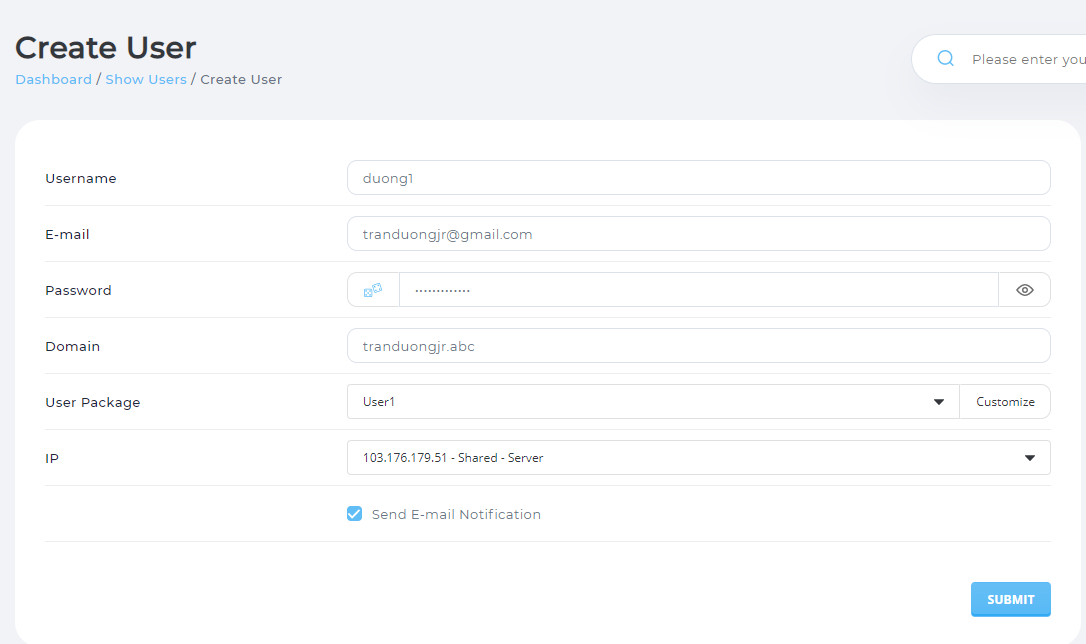 Create User
Dashboard / Show Users / Create User
Please enter you
Username
duong1
E-mail
tranduongjr@gmail.com
Password
·············
Domain
tranduongjr.abc
User Package
User1
Customize
IP
103.176.179.51 - Shared - Server
Send E-mail Notification
SUBMIT